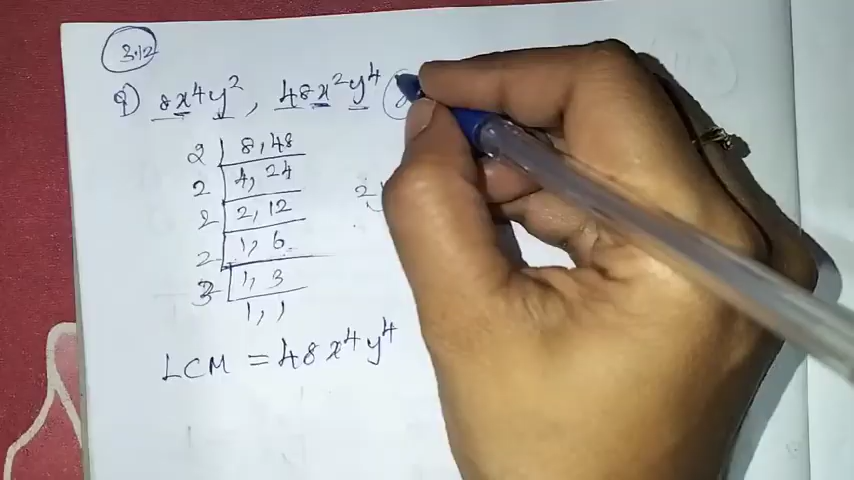 3.12
9) 8x⁴y², 48x²y⁴
2 | 8, 48
2 | 4, 24
2 | 2, 12
2 | 1, 6
3 | 1, 3
1, 1
2
LCM = 48x⁴y⁴